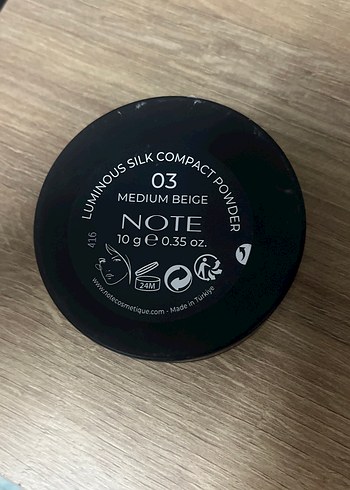 LUMINOUS SILK COMPACT POWDER
03
MEDIUM BEIGE
NOTE
10 g e 0.35 oz.
416
24M
www.notecosmetique.com - Made in Türkiye